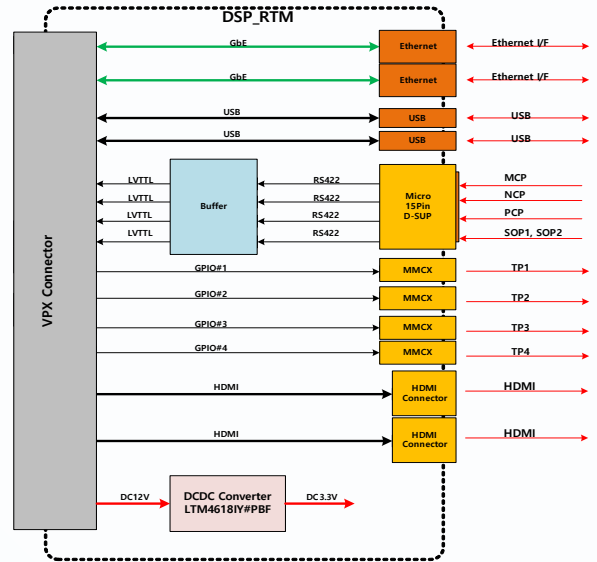 DSP_RTM
VPX Connector
GbE
Ethernet
Ethernet I/F
GbE
Ethernet
Ethernet I/F
USB
USB
USB
USB
USB
USB
LVTTL
LVTTL
LVTTL
LVTTL
Buffer
RS422
RS422
RS422
RS422
Micro
15Pin
D-SUP
MCP
NCP
PCP
SOP1, SOP2
GPIO#1
MMCX
TP1
GPIO#2
MMCX
TP2
GPIO#3
MMCX
TP3
GPIO#4
MMCX
TP4
HDMI
HDMI
Connector
HDMI
HDMI
HDMI
Connector
HDMI
DC12V
DCDC Converter
LTM4618IY#PBF
DC3.3V